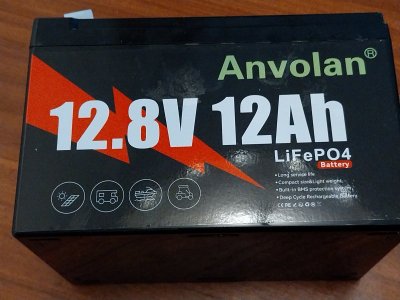 Anvolan®
12.8V 12Ah
LiFePO4
Battery
• Long service life
• Compact size&Light weight.
• Built-in BMS protection system
• Deep Cycle Rechargeable Battery